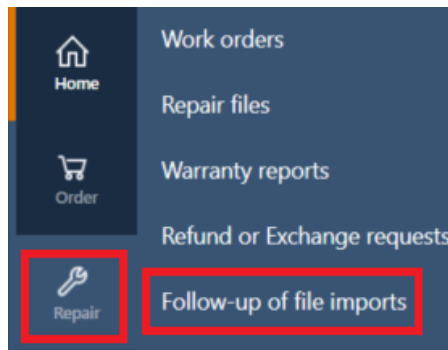 Home
Order
Repair
Work orders
Repair files
Warranty reports
Refund or Exchange requests
Follow-up of file imports